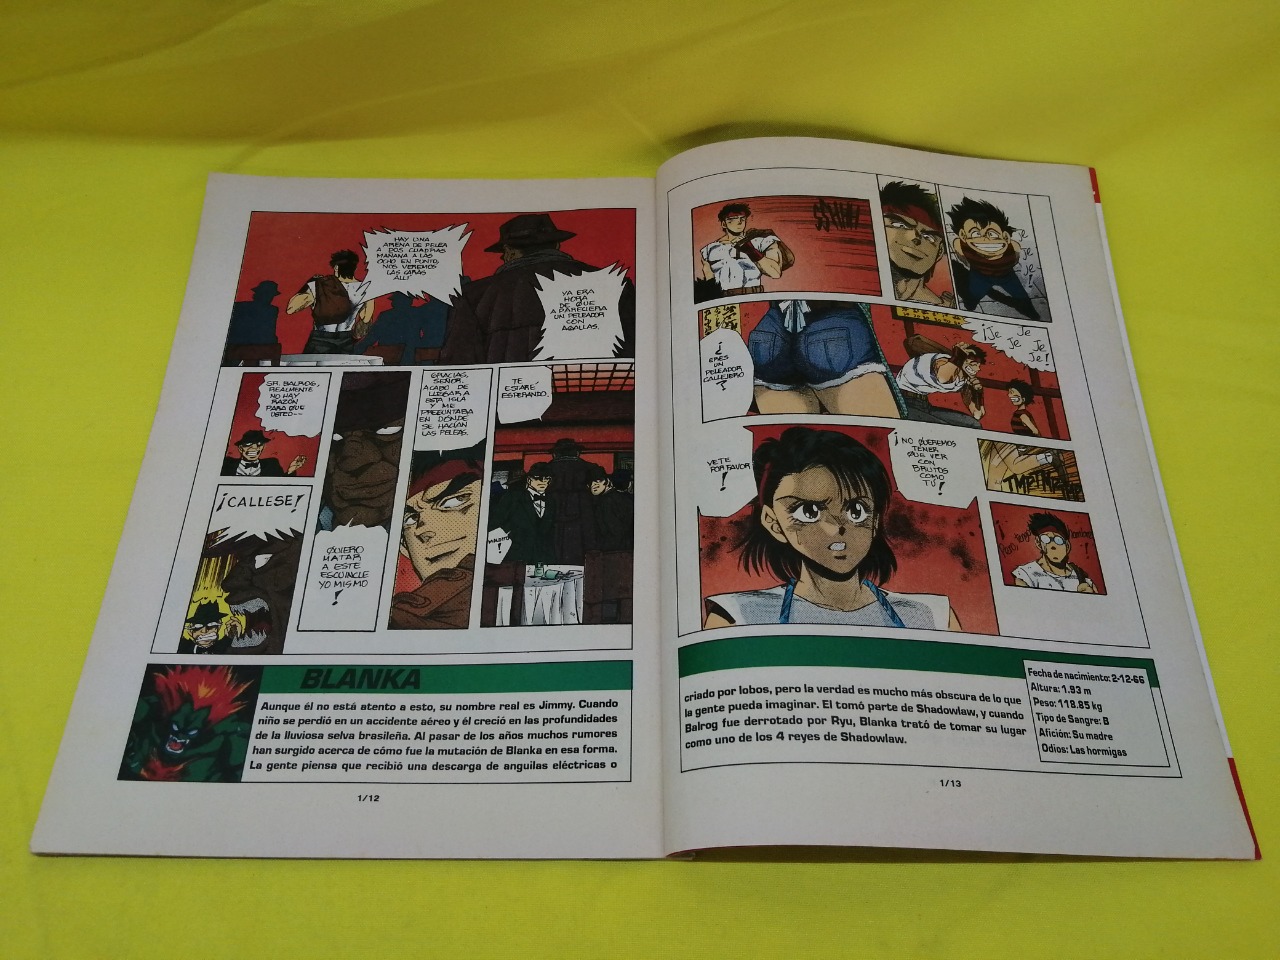 HAY UNA
ARENA DE PELEA
A DOS CUADRAS
MAÑANA A LAS
OCHO EN PUNTO,
NOS VEREMOS
LAS CARAS
ALLÍ
YA ERA
HORA
DE QUE
APARECIERA
UN PELEADOR
CON
AGALLAS.
SR. BALROG,
REALMENTE
NO HAY
RAZÓN
PARA QUE
USTED--
¡CALLESE!
QUIERO
MATAR
A ESTE
ESCUINCLE
YO MISMO
!
GRACIAS,
SEÑOR.
ACABO DE
LLEGAR A
ESTA ISLA
Y ME
PREGUNTABA
EN DÓNDE
SE HACÍAN
LAS PELEAS.
TE
ESTARÉ
ESPERANDO.
BLANKA
Aunque él no está atento a esto, su nombre real es Jimmy. Cuando
niño se perdió en un accidente aéreo y él creció en las profundidades
de la lluviosa selva brasileña. Al pasar de los años muchos rumores
han surgido acerca de cómo fue la mutación de Blanka en esa forma.
La gente piensa que recibió una descarga de anguilas eléctricas o
1/12
JE
JE
JE
!
¿
ERES
UN
PELEADOR
CALLEJERO
?
¡JE JE
JE JE
JE!
VETE
POR FAVOR
!
¡NO QUEREMOS
TENER
QUE VER
CON
BRUTOS
COMO
TÚ!
criado por lobos, pero la verdad es mucho más obscura de lo que
la gente pueda imaginar. El tomó parte de Shadowlaw, y cuando
Balrog fue derrotado por Ryu, Blanka trató de tomar su lugar
como uno de los 4 reyes de Shadowlaw.
Fecha de nacimiento: 2-12-66
Altura: 1.93 m
Peso: 118.85 kg
Tipo de Sangre: B
Afición: Su madre
Odios: Las hormigas
1/13